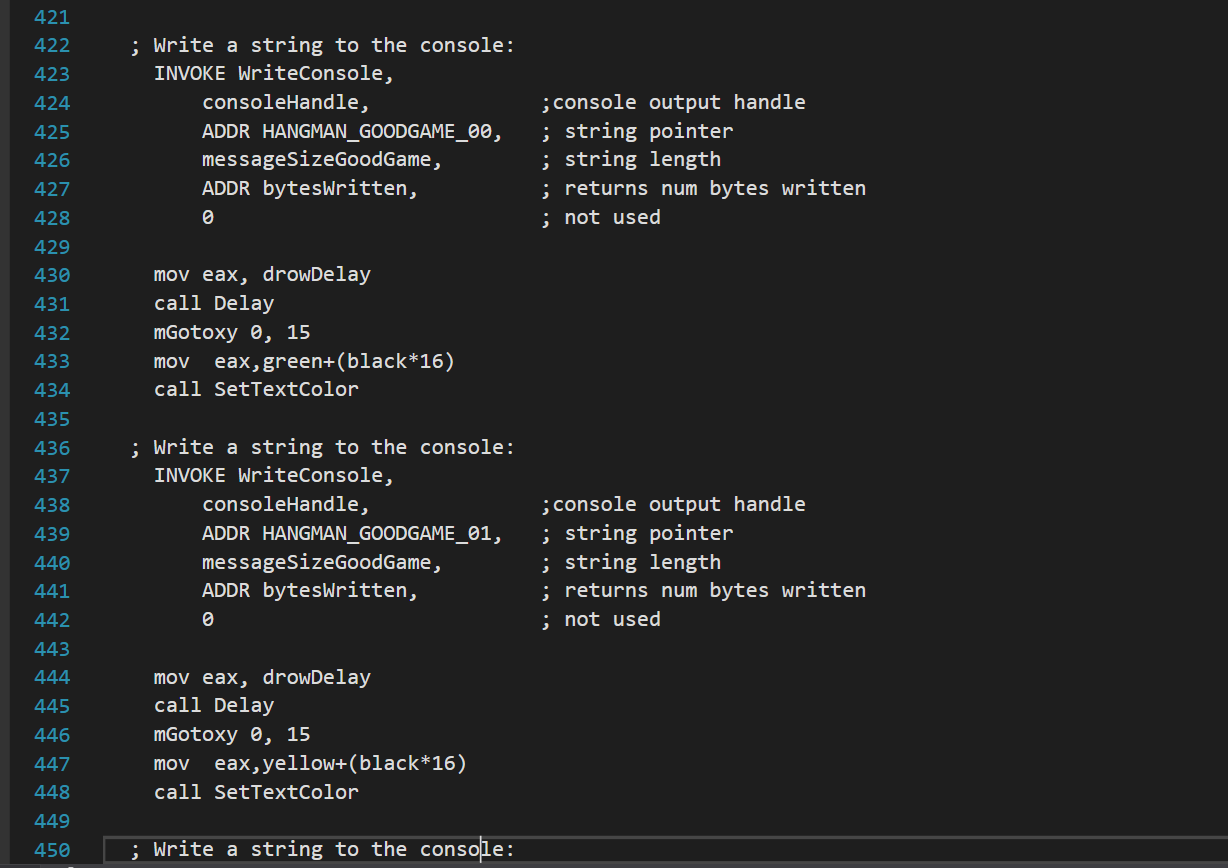 421
422 ; Write a string to the console:
423 INVOKE WriteConsole,
424 consoleHandle, ;console output handle
425 ADDR HANGMAN_GOODGAME_00, ; string pointer
426 messageSizeGoodGame, ; string length
427 ADDR bytesWritten, ; returns num bytes written
428 0 ; not used
429
430 mov eax, drowDelay
431 call Delay
432 mGotoxy 0, 15
433 mov  eax,green+(black*16)
434 call SetTextColor
435
436 ; Write a string to the console:
437 INVOKE WriteConsole,
438 consoleHandle, ;console output handle
439 ADDR HANGMAN_GOODGAME_01, ; string pointer
440 messageSizeGoodGame, ; string length
441 ADDR bytesWritten, ; returns num bytes written
442 0 ; not used
443
444 mov eax, drowDelay
445 call Delay
446 mGotoxy 0, 15
447 mov  eax,yellow+(black*16)
448 call SetTextColor
449
450 ; Write a string to the console: